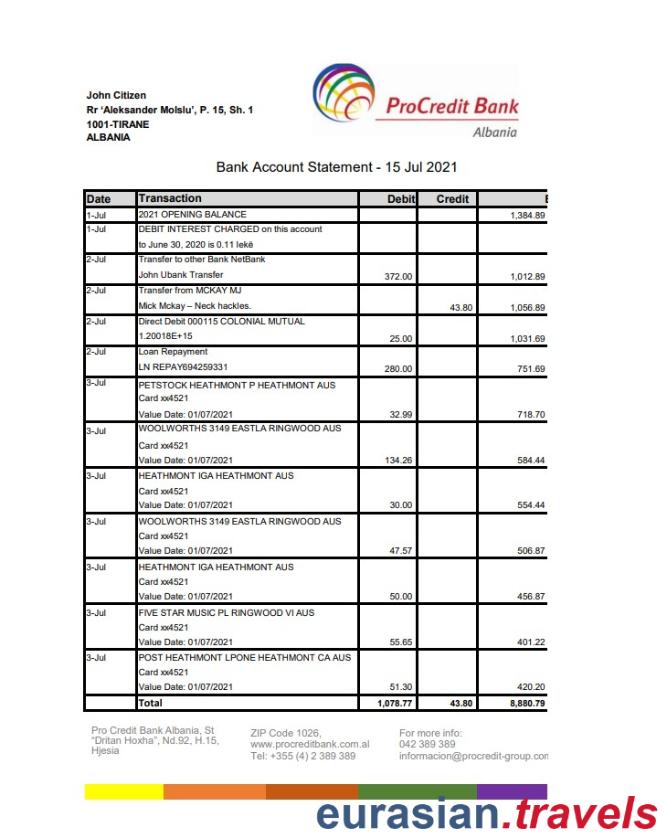 John Citizen
Rr ‘Aleksander Molslu’, P. 15, Sh. 1
1001-TIRANE
ALBANIA
ProCredit Bank
Albania
Bank Account Statement - 15 Jul 2021
Date Transaction Debit Credit
1-Jul 2021 OPENING BALANCE 1,384.89
1-Jul DEBIT INTEREST CHARGED on this account
to June 30, 2020 is 0.11 lekë
2-Jul Transfer to other Bank NetBank
John Ubank Transfer 372.00 1,012.89
2-Jul Transfer from MCKAY MJ
Mick Mckay – Neck hackles. 43.80 1,056.89
2-Jul Direct Debit 000115 COLONIAL MUTUAL
1.20018E+15 25.00 1,031.69
2-Jul Loan Repayment
LN REPAY694259331 280.00 751.69
3-Jul PETSTOCK HEATHMONT P HEATHMONT AUS
Card xx4521
Value Date: 01/07/2021 32.99 718.70
3-Jul WOOLWORTHS 3149 EASTLA RINGWOOD AUS
Card xx4521
Value Date: 01/07/2021 134.26 584.44
3-Jul HEATHMONT IGA HEATHMONT AUS
Card xx4521
Value Date: 01/07/2021 30.00 554.44
3-Jul WOOLWORTHS 3149 EASTLA RINGWOOD AUS
Card xx4521
Value Date: 01/07/2021 47.57 506.87
3-Jul HEATHMONT IGA HEATHMONT AUS
Card xx4521
Value Date: 01/07/2021 50.00 456.87
3-Jul FIVE STAR MUSIC PL RINGWOOD VI AUS
Card xx4521
Value Date: 01/07/2021 55.65 401.22
3-Jul POST HEATHMONT LPONE HEATHMONT CA AUS
Card xx4521
Value Date: 01/07/2021 51.30 420.20
Total 1,078.77 43.80 8,880.79
Pro Credit Bank Albania, St
“Dritan Hoxha”, Nd.92, H.15,
Hjesia
ZIP Code 1026,
www.procreditbank.com.al
Tel: +355 (4) 2 389 389
For more info:
042 389 389
informacion@procredit-group.com
eurasian.travels